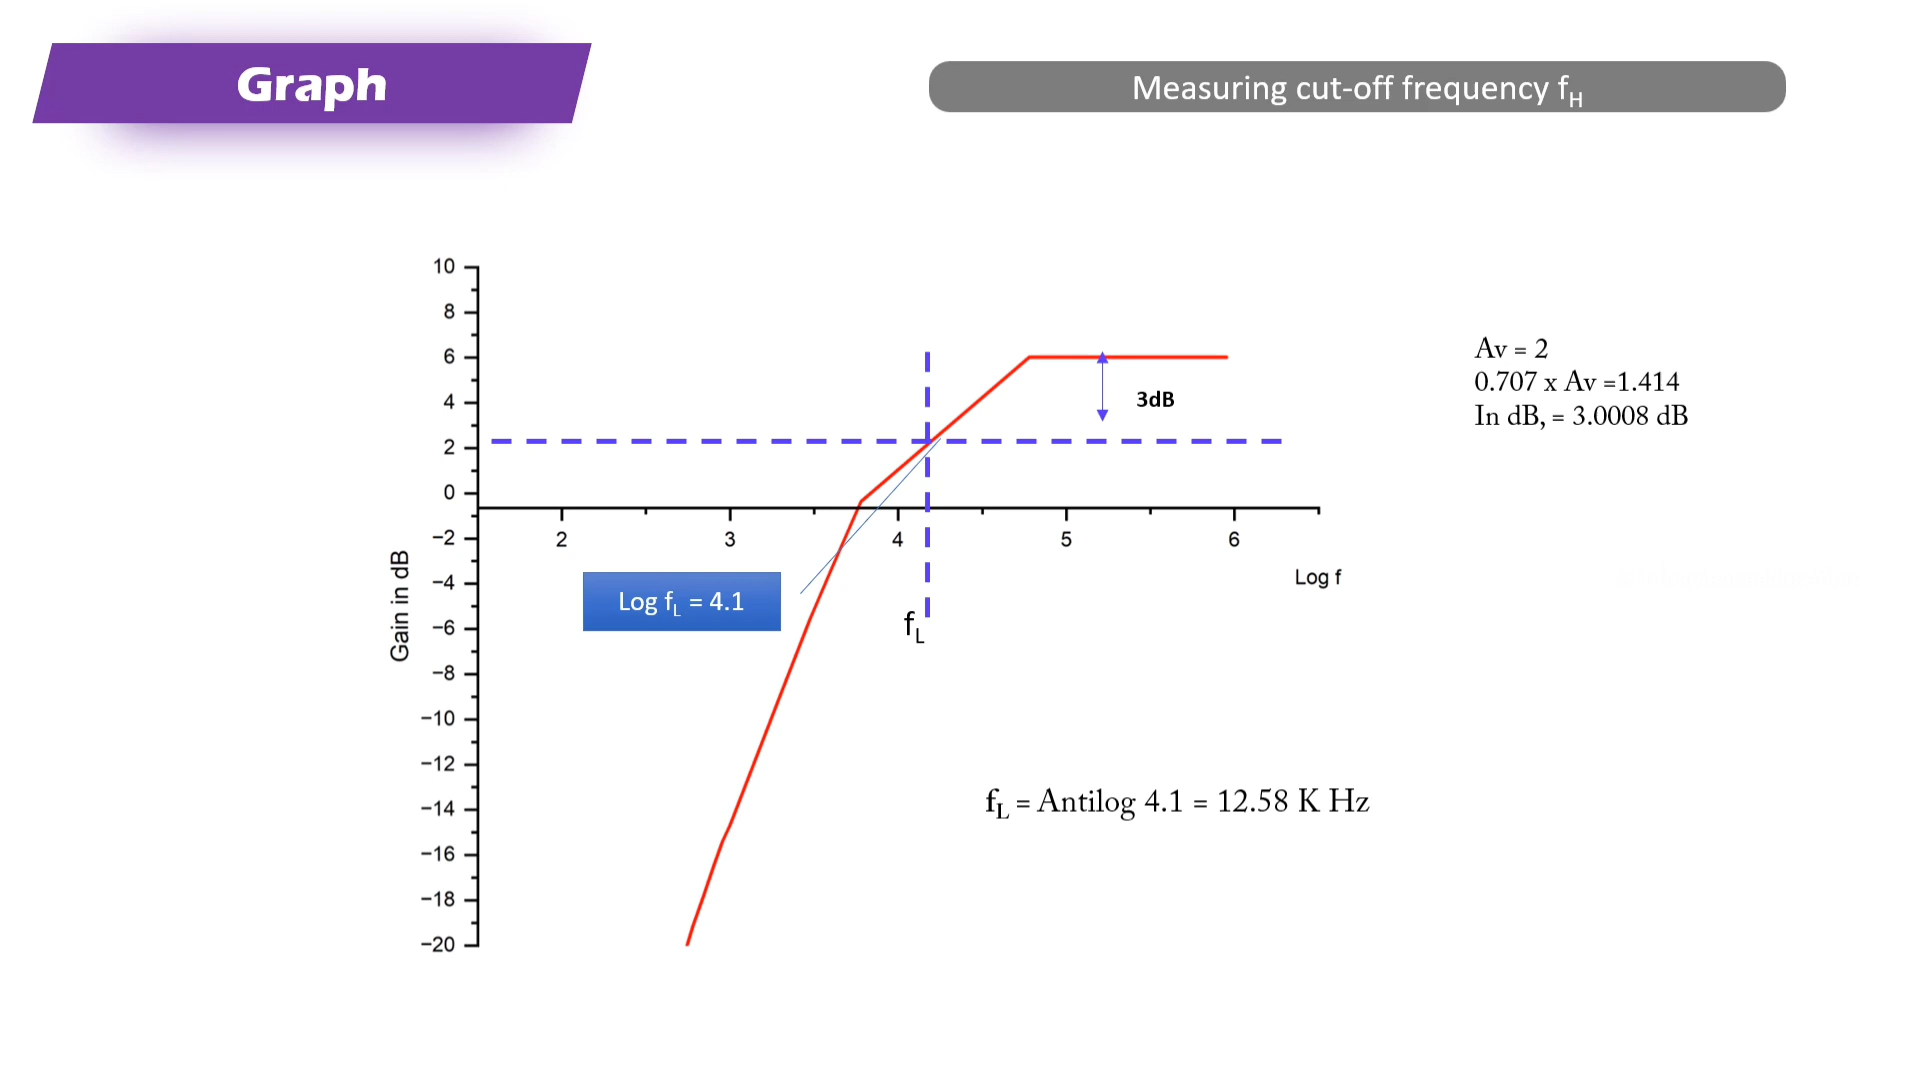 Graph
Measuring cut-off frequency fH
10
8
6
4
2
0
−2
−4
−6
−8
−10
−12
−14
−16
−18
−20
Gain in dB
2 3 4 5 6
Log f
3dB
Av = 2
0.707 x Av =1.414
In dB, = 3.0008 dB
Log fL = 4.1
fL
fL = Antilog 4.1 = 12.58 K Hz